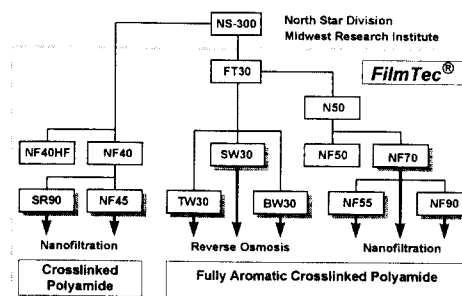 NS-300
North Star Division
Midwest Research Institute
FT30
FilmTec®
N50
NF40HF
NF40
SW30
NF50
NF70
SR90
NF45
TW30
BW30
NF55
NF90
Nanofiltration
Reverse Osmosis
Nanofiltration
Crosslinked
Polyamide
Fully Aromatic Crosslinked Polyamide